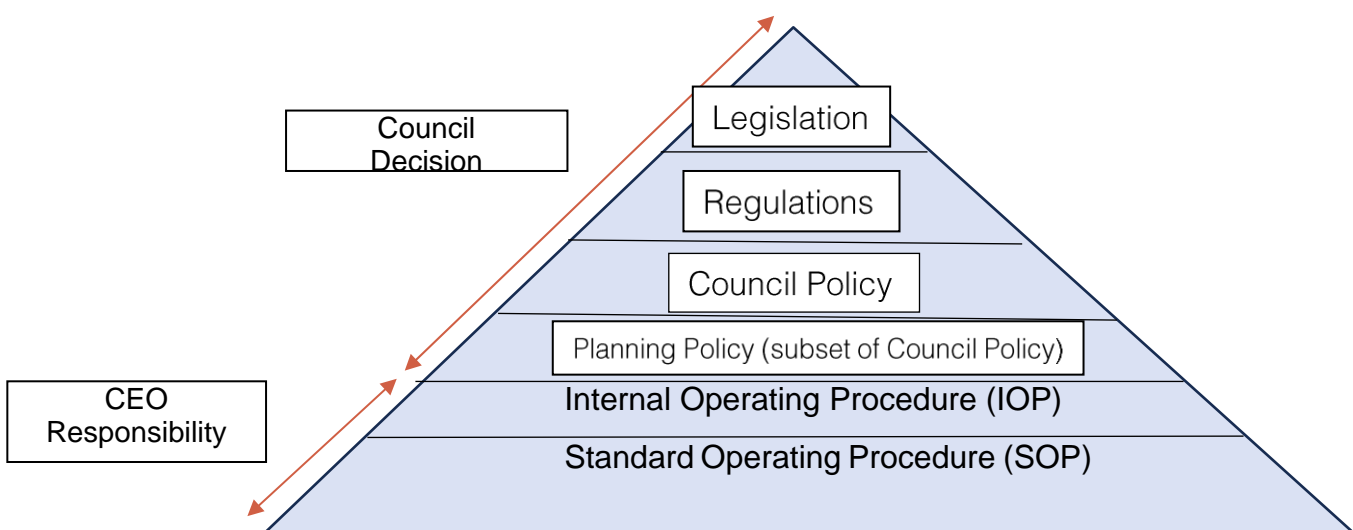 Legislation
Council
Decision
Regulations
Council Policy
Planning Policy (subset of Council Policy)
CEO
Responsibility
Internal Operating Procedure (IOP)
Standard Operating Procedure (SOP)